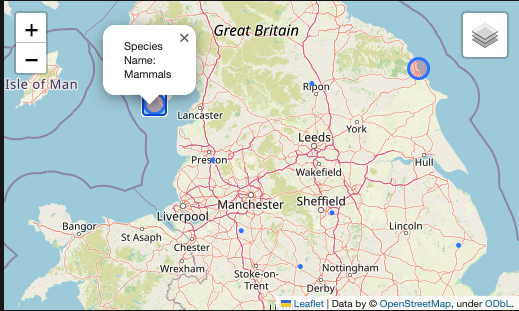 +
−
Great Britain
Species
Name:
Mammals
×
Isle of Man
Ripon
Lancaster
York
Leeds
Preston
Hull
Wakefield
Manchester
Sheffield
Liverpool
Bangor
Lincoln
St Asaph
Chester
Wrexham
Stoke-on-
Trent
Nottingham
Derby
Leaflet | Data by © OpenStreetMap, under ODbL.